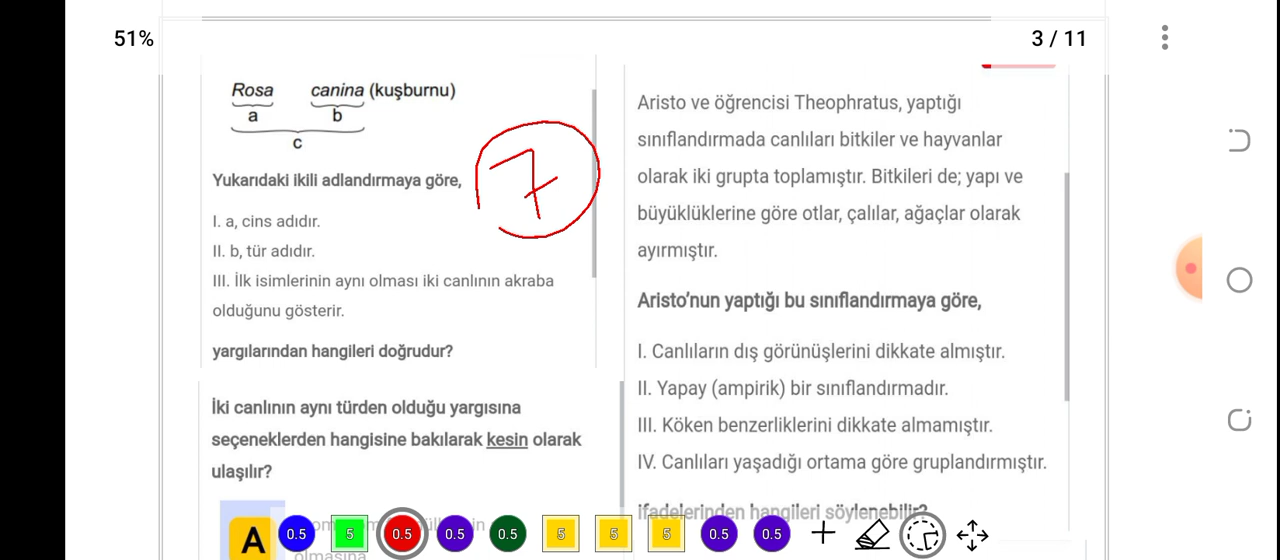 51%
3 / 11
Rosa canina (kuşburnu)
a b
c
7
Yukarıdaki ikili adlandırmaya göre,
I. a, cins adıdır.
II. b, tür adıdır.
III. İlk isimlerinin aynı olması iki canlının akraba
olduğunu gösterir.
yargılarından hangileri doğrudur?
İki canlının aynı türden olduğu yargısına
seçeneklerden hangisine bakılarak kesin olarak
ulaşılır?
A
olmasına
Aristo ve öğrencisi Theophratus, yaptığı
sınıflandırmada canlıları bitkiler ve hayvanlar
olarak iki grupta toplamıştır. Bitkileri de; yapı ve
büyüklüklerine göre otlar, çalılar, ağaçlar olarak
ayırmıştır.
Aristo’nun yaptığı bu sınıflandırmaya göre,
I. Canlıların dış görünüşlerini dikkate almıştır.
II. Yapay (ampirik) bir sınıflandırmadır.
III. Köken benzerliklerini dikkate almamıştır.
IV. Canlıları yaşadığı ortama göre gruplandırmıştır.
ifadelerinden hangileri söylenebilir?
0.5 5 0.5 0.5 0.5 5 5 5 0.5 0.5